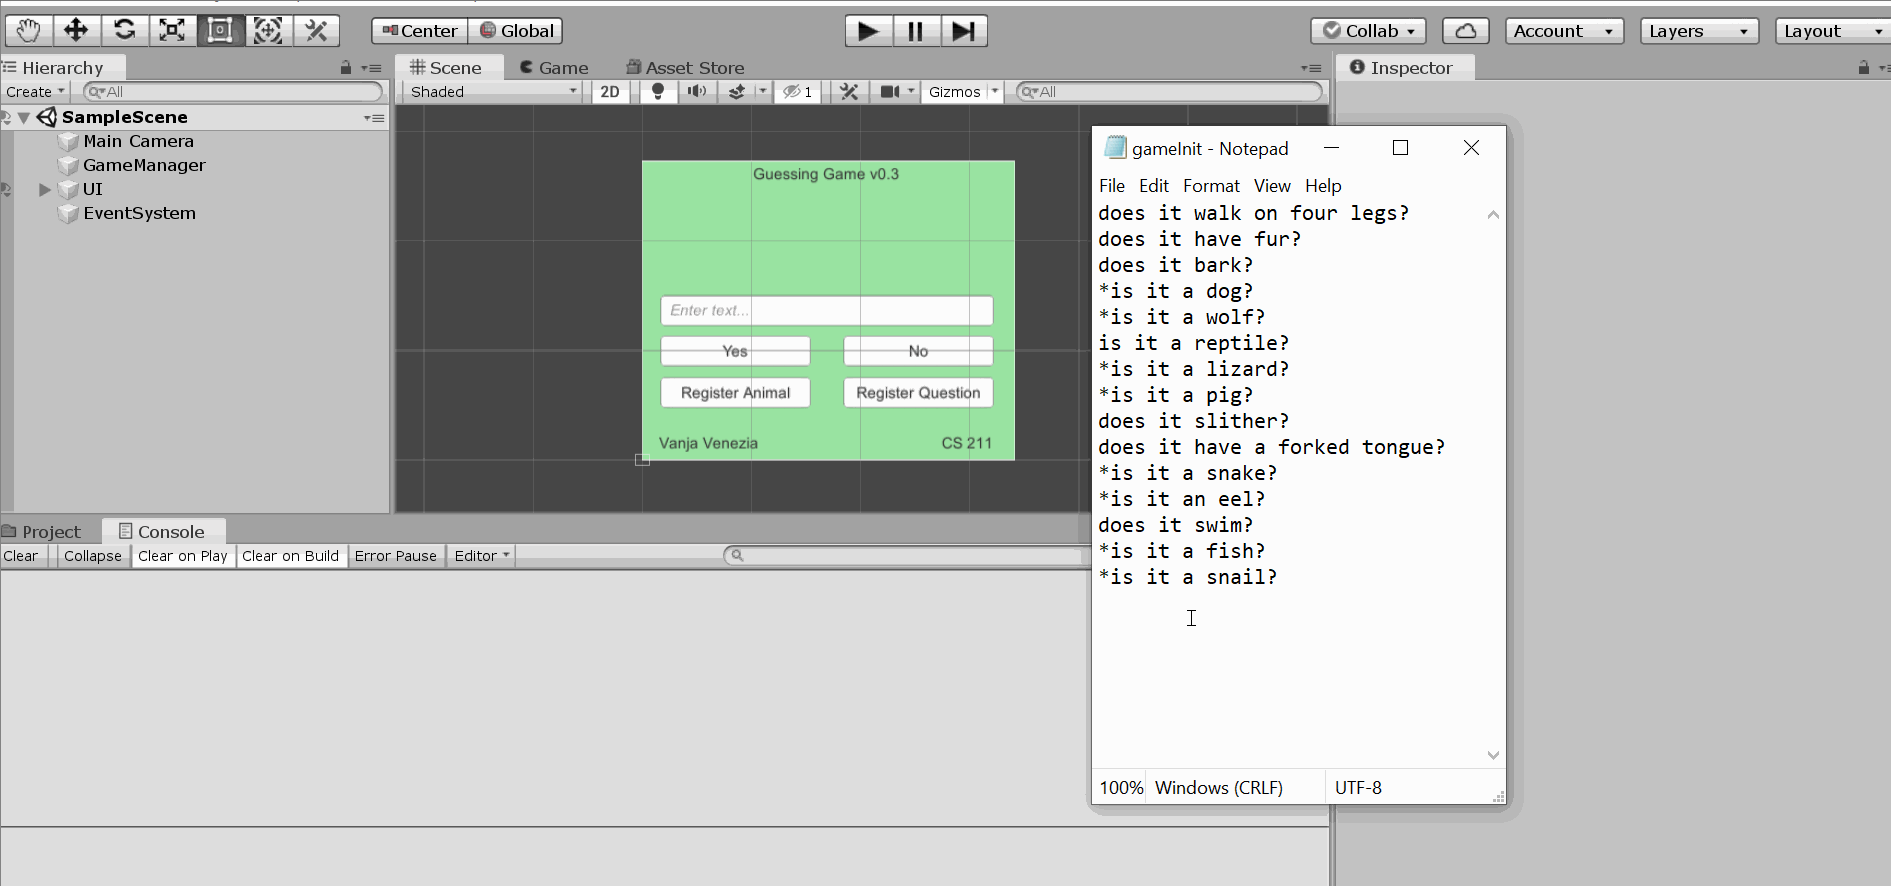 Center Global Collab Account Layers Layout
Hierarchy
Create All
SampleScene
Main Camera
GameManager
UI
EventSystem
Scene Game Asset Store
Shaded 2D 1 Gizmos All
Guessing Game v0.3
Enter text...
Yes No
Register Animal Register Question
Vanja Venezia CS 211
Inspector
Project Console
Clear Collapse Clear on Play Clear on Build Error Pause Editor
gameInit - Notepad
File Edit Format View Help
does it walk on four legs?
does it have fur?
does it bark?
*is it a dog?
*is it a wolf?
is it a reptile?
*is it a lizard?
*is it a pig?
does it slither?
does it have a forked tongue?
*is it a snake?
*is it an eel?
does it swim?
*is it a fish?
*is it a snail?
100% Windows (CRLF) UTF-8